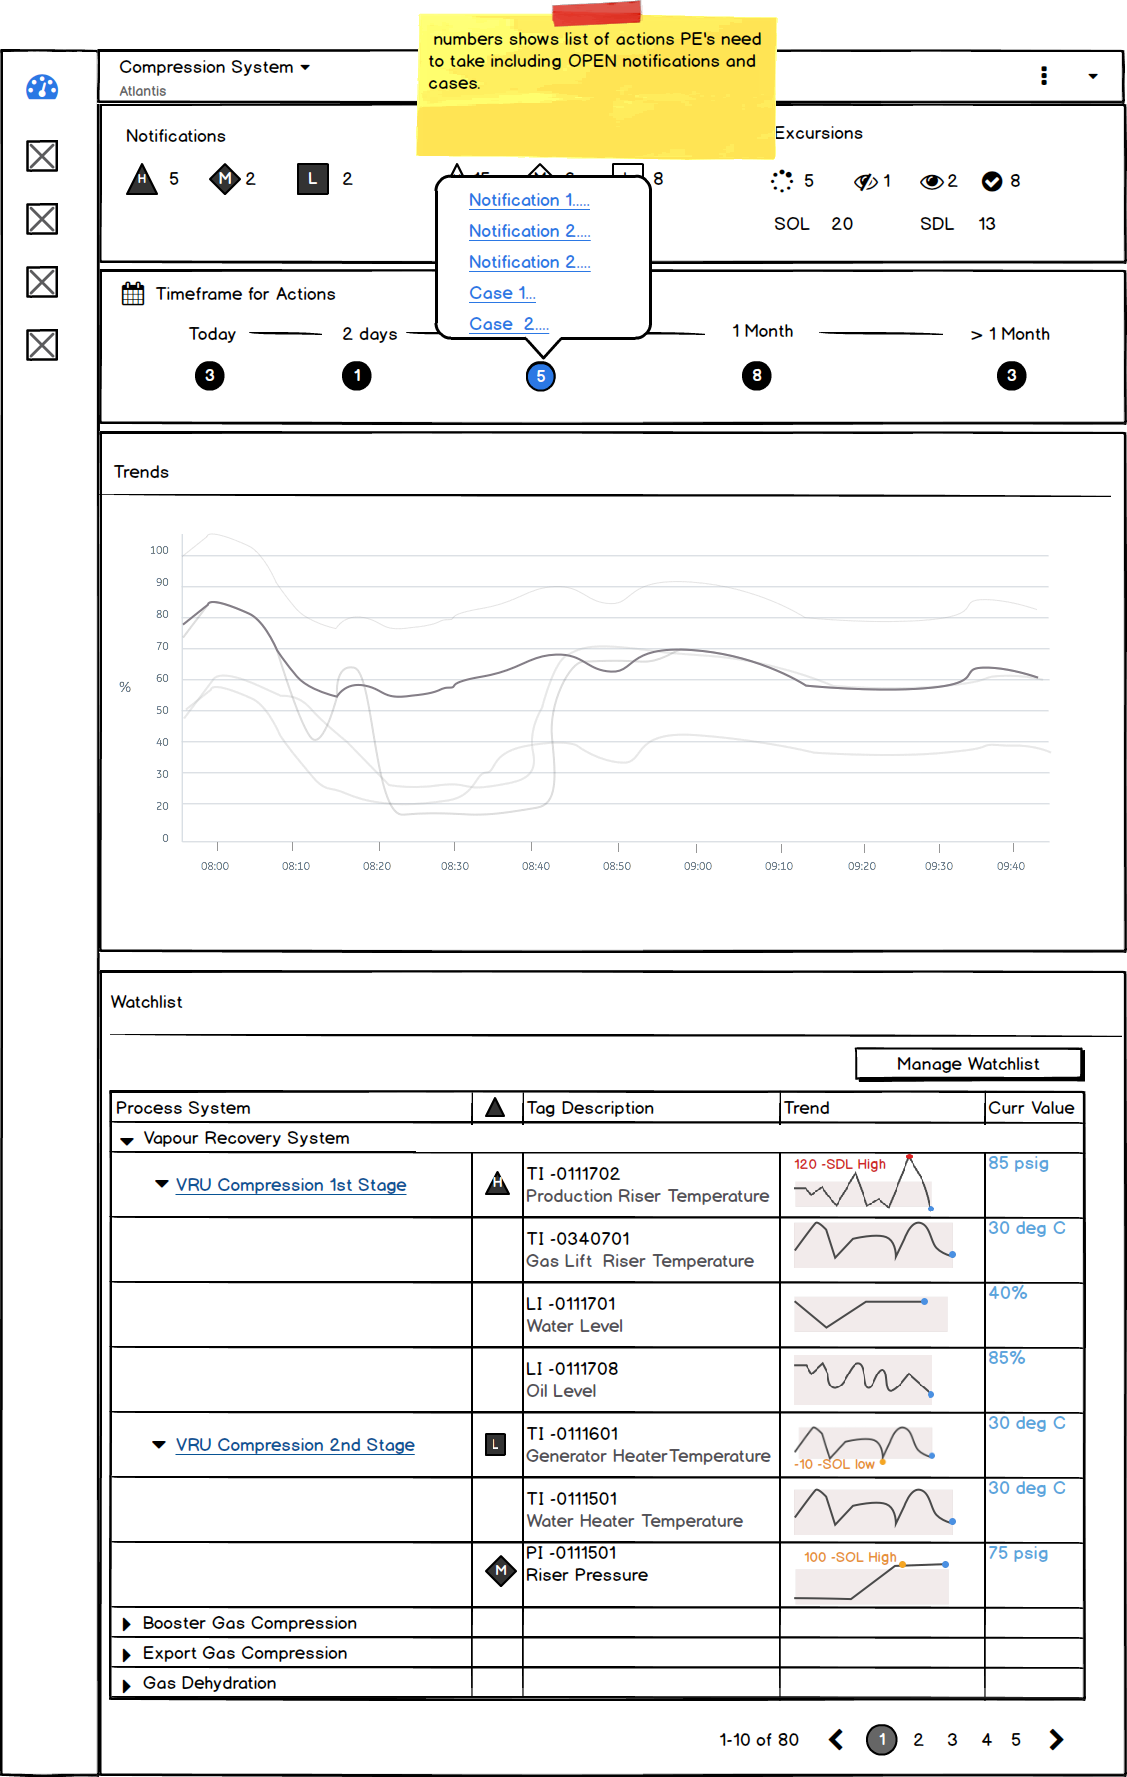 numbers shows list of actions PE's need
to take including OPEN notifications and
cases.
Compression System
Atlantis
Notifications
H 5 M 2 L 2
8
Excursions
5 1 2 8
SOL 20 SDL 13
Notification 1.....
Notification 2....
Notification 2....
Case 1...
Case 2....
Timeframe for Actions
Today 2 days 1 Month > 1 Month
3 1 5 8 3
Trends
100
90
80
70
60
%
50
40
30
20
0
08:00 08:10 08:20 08:30 08:40 08:50 09:00 09:10 09:20 09:30 09:40
Watchlist
Manage Watchlist
Process System Tag Description Trend Curr Value
Vapour Recovery System
VRU Compression 1st Stage H TI -0111702 120 -SDL High 85 psig
Production Riser Temperature
TI -0340701 30 deg C
Gas Lift Riser Temperature
LI -0111701 40%
Water Level
LI -0111708 85%
Oil Level
VRU Compression 2nd Stage L TI -0111601 30 deg C
Generator Heater Temperature -10 -SOL low
TI -0111501 30 deg C
Water Heater Temperature
M PI -0111501 100 -SOL High 75 psig
Riser Pressure
Booster Gas Compression
Export Gas Compression
Gas Dehydration
1-10 of 80 1 2 3 4 5